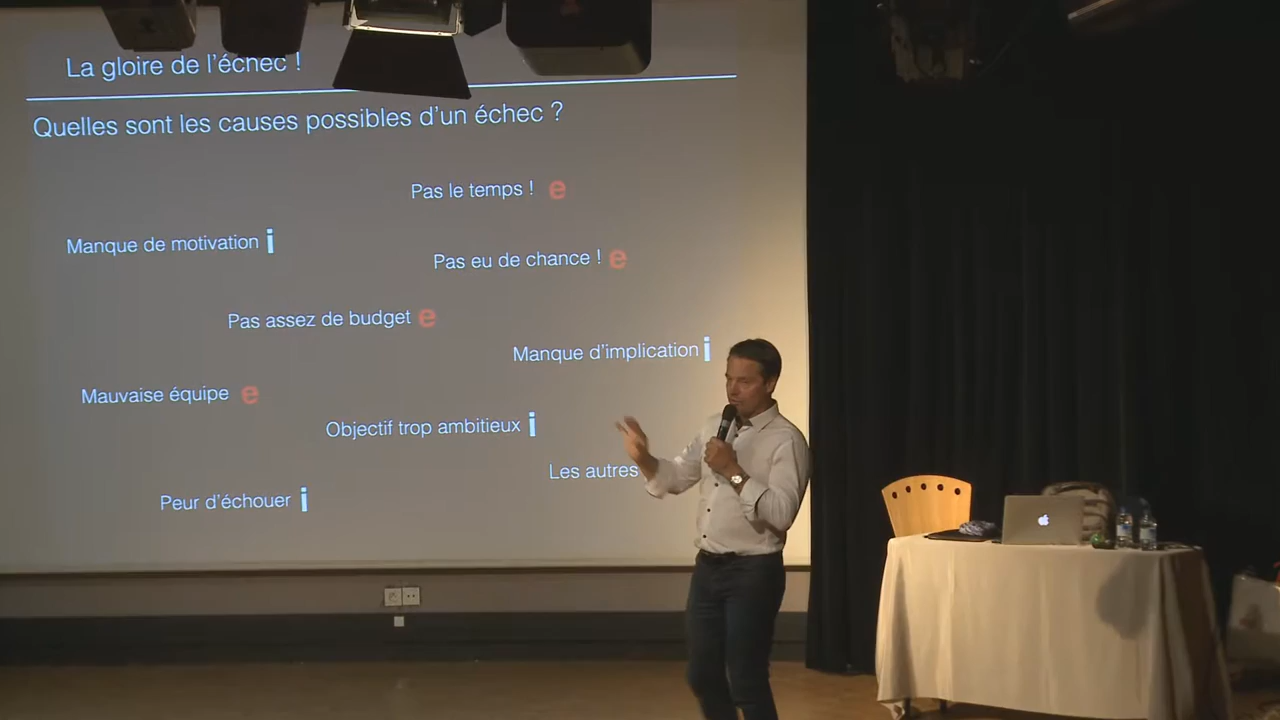 La gloire de l'échec !
Quelles sont les causes possibles d'un échec ?
Pas le temps ! e
Manque de motivation i
Pas eu de chance ! e
Pas assez de budget e
Manque d'implication i
Mauvaise équipe e
Objectif trop ambitieux i
Les autres
Peur d'échouer i